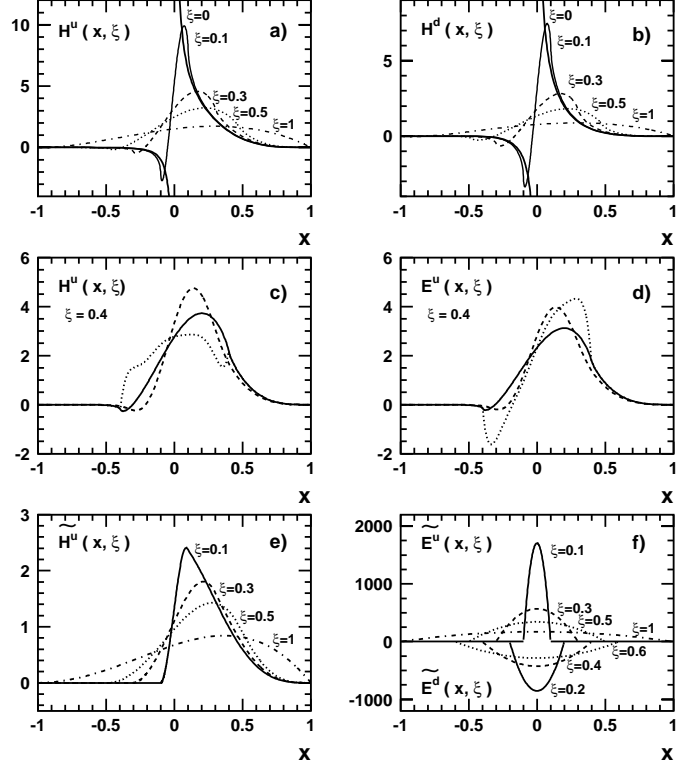 H^u ( x, ξ )
a)
ξ=0
ξ=0.1
ξ=0.3
ξ=0.5
ξ=1
10
5
0
-1 -0.5 0 0.5 1
x
H^d ( x, ξ )
b)
ξ=0
ξ=0.1
ξ=0.3
ξ=0.5
ξ=1
5
0
-1 -0.5 0 0.5 1
x
H^u ( x, ξ)
c)
ξ = 0.4
6
4
2
0
-2
-1 -0.5 0 0.5 1
x
E^u ( x, ξ )
d)
ξ = 0.4
6
4
2
0
-2
-1 -0.5 0 0.5 1
x
H̃^u ( x, ξ )
e)
ξ=0.1
ξ=0.3
ξ=0.5
ξ=1
3
2
1
0
-1 -0.5 0 0.5 1
x
Ẽ^u ( x, ξ )
f)
ξ=0.1
ξ=0.3
ξ=0.5
ξ=1
ξ=0.6
ξ=0.4
ξ=0.2
Ẽ^d ( x, ξ )
2000
1000
0
-1000
-1 -0.5 0 0.5 1
x